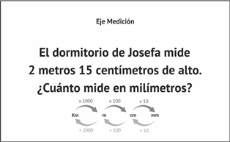 Eje Medición
El dormitorio de Josefa mide
2 metros 15 centímetros de alto.
¿Cuánto mide en milímetros?
x 1000 x 100 x 10
Km m cm mm
÷ 1000 ÷ 100 ÷ 10